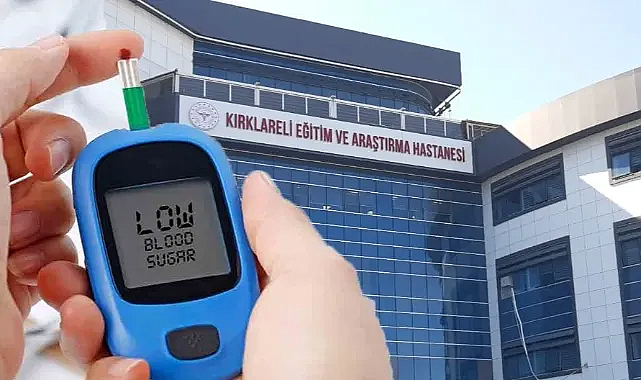 KIRKLARELİ EĞİTİM VE ARAŞTIRMA HASTANESİ
LOW
BLOOD
SUGAR